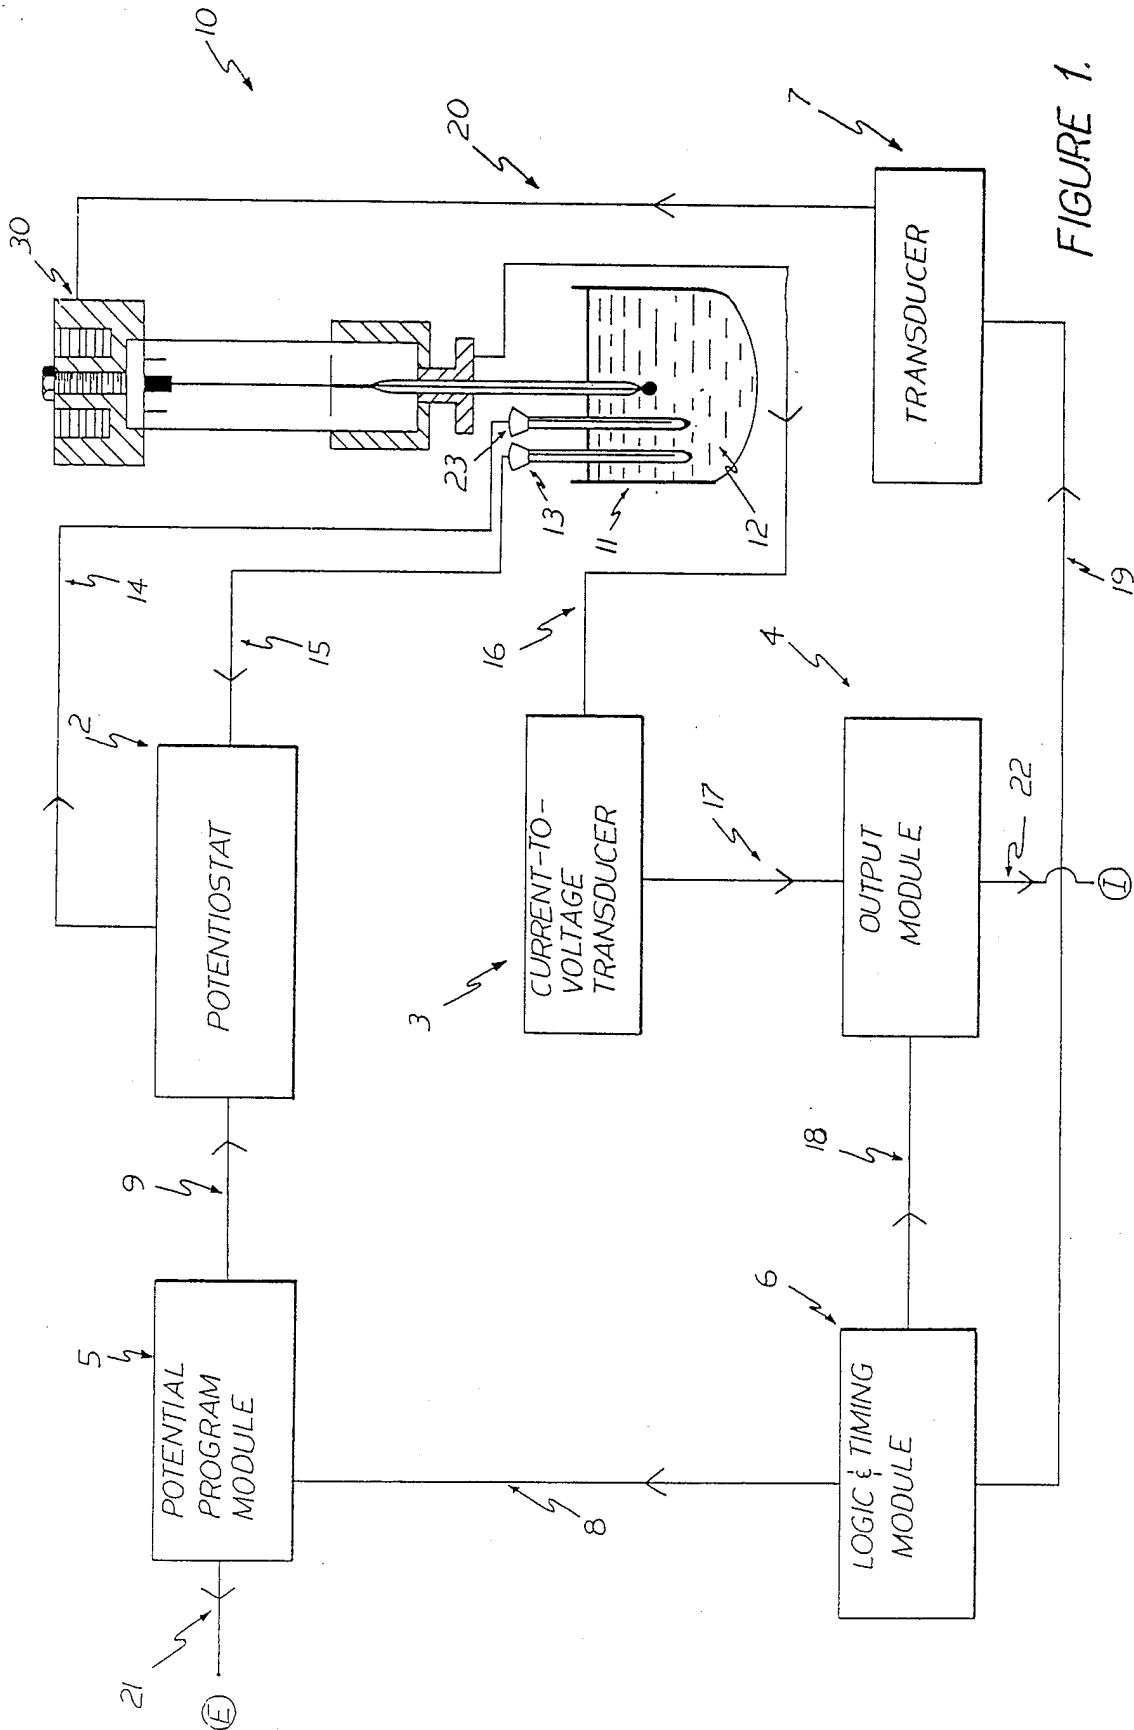 10
30
20
7
FIGURE 1.
TRANSDUCER
23
13
11
12
14
15
16
19
2
POTENTIOSTAT
3
CURRENT-TO-
VOLTAGE
TRANSDUCER
17
4
OUTPUT
MODULE
22
I
9
18
5
POTENTIAL
PROGRAM
MODULE
8
6
LOGIC & TIMING
MODULE
21
E